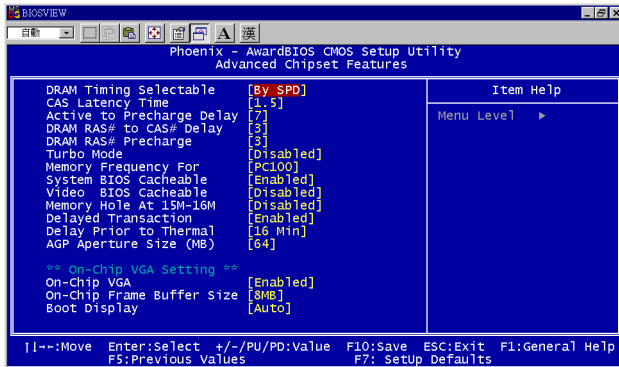 BIOSVIEW
自動
A 漢
Phoenix - AwardBIOS CMOS Setup Utility
Advanced Chipset Features
DRAM Timing Selectable [By SPD]
CAS Latency Time [1.5]
Active to Precharge Delay [7]
DRAM RAS# to CAS# Delay [3]
DRAM RAS# Precharge [3]
Turbo Mode [Disabled]
Memory Frequency For [PC100]
System BIOS Cacheable [Enabled]
Video BIOS Cacheable [Disabled]
Memory Hole At 15M-16M [Disabled]
Delayed Transaction [Enabled]
Delay Prior to Thermal [16 Min]
AGP Aperture Size (MB) [64]
** On-Chip VGA Setting **
On-Chip VGA [Enabled]
On-Chip Frame Buffer Size [8MB]
Boot Display [Auto]
Item Help
Menu Level ►
↑↓→←:Move Enter:Select +/-/PU/PD:Value F10:Save ESC:Exit F1:General Help
F5:Previous Values F7: SetUp Defaults